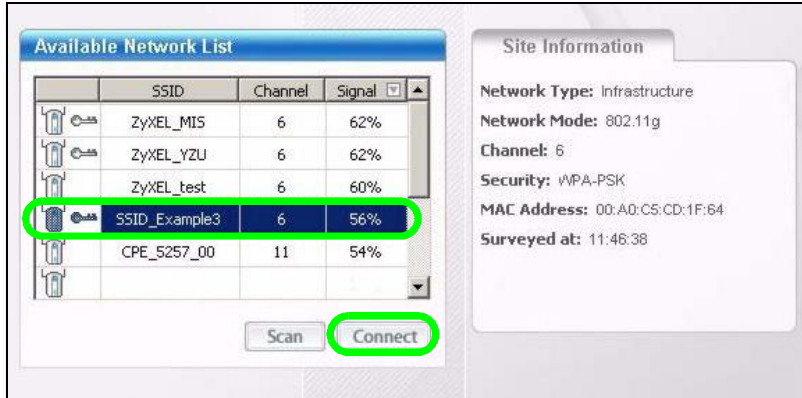 Available Network List
SSID Channel Signal
ZyXEL_MIS 6 62%
ZyXEL_YZU 6 62%
ZyXEL_test 6 60%
SSID_Example3 6 56%
CPE_5257_00 11 54%
Scan Connect
Site Information
Network Type: Infrastructure
Network Mode: 802.11g
Channel: 6
Security: WPA-PSK
MAC Address: 00:A0:C5:CD:1F:64
Surveyed at: 11:46:38